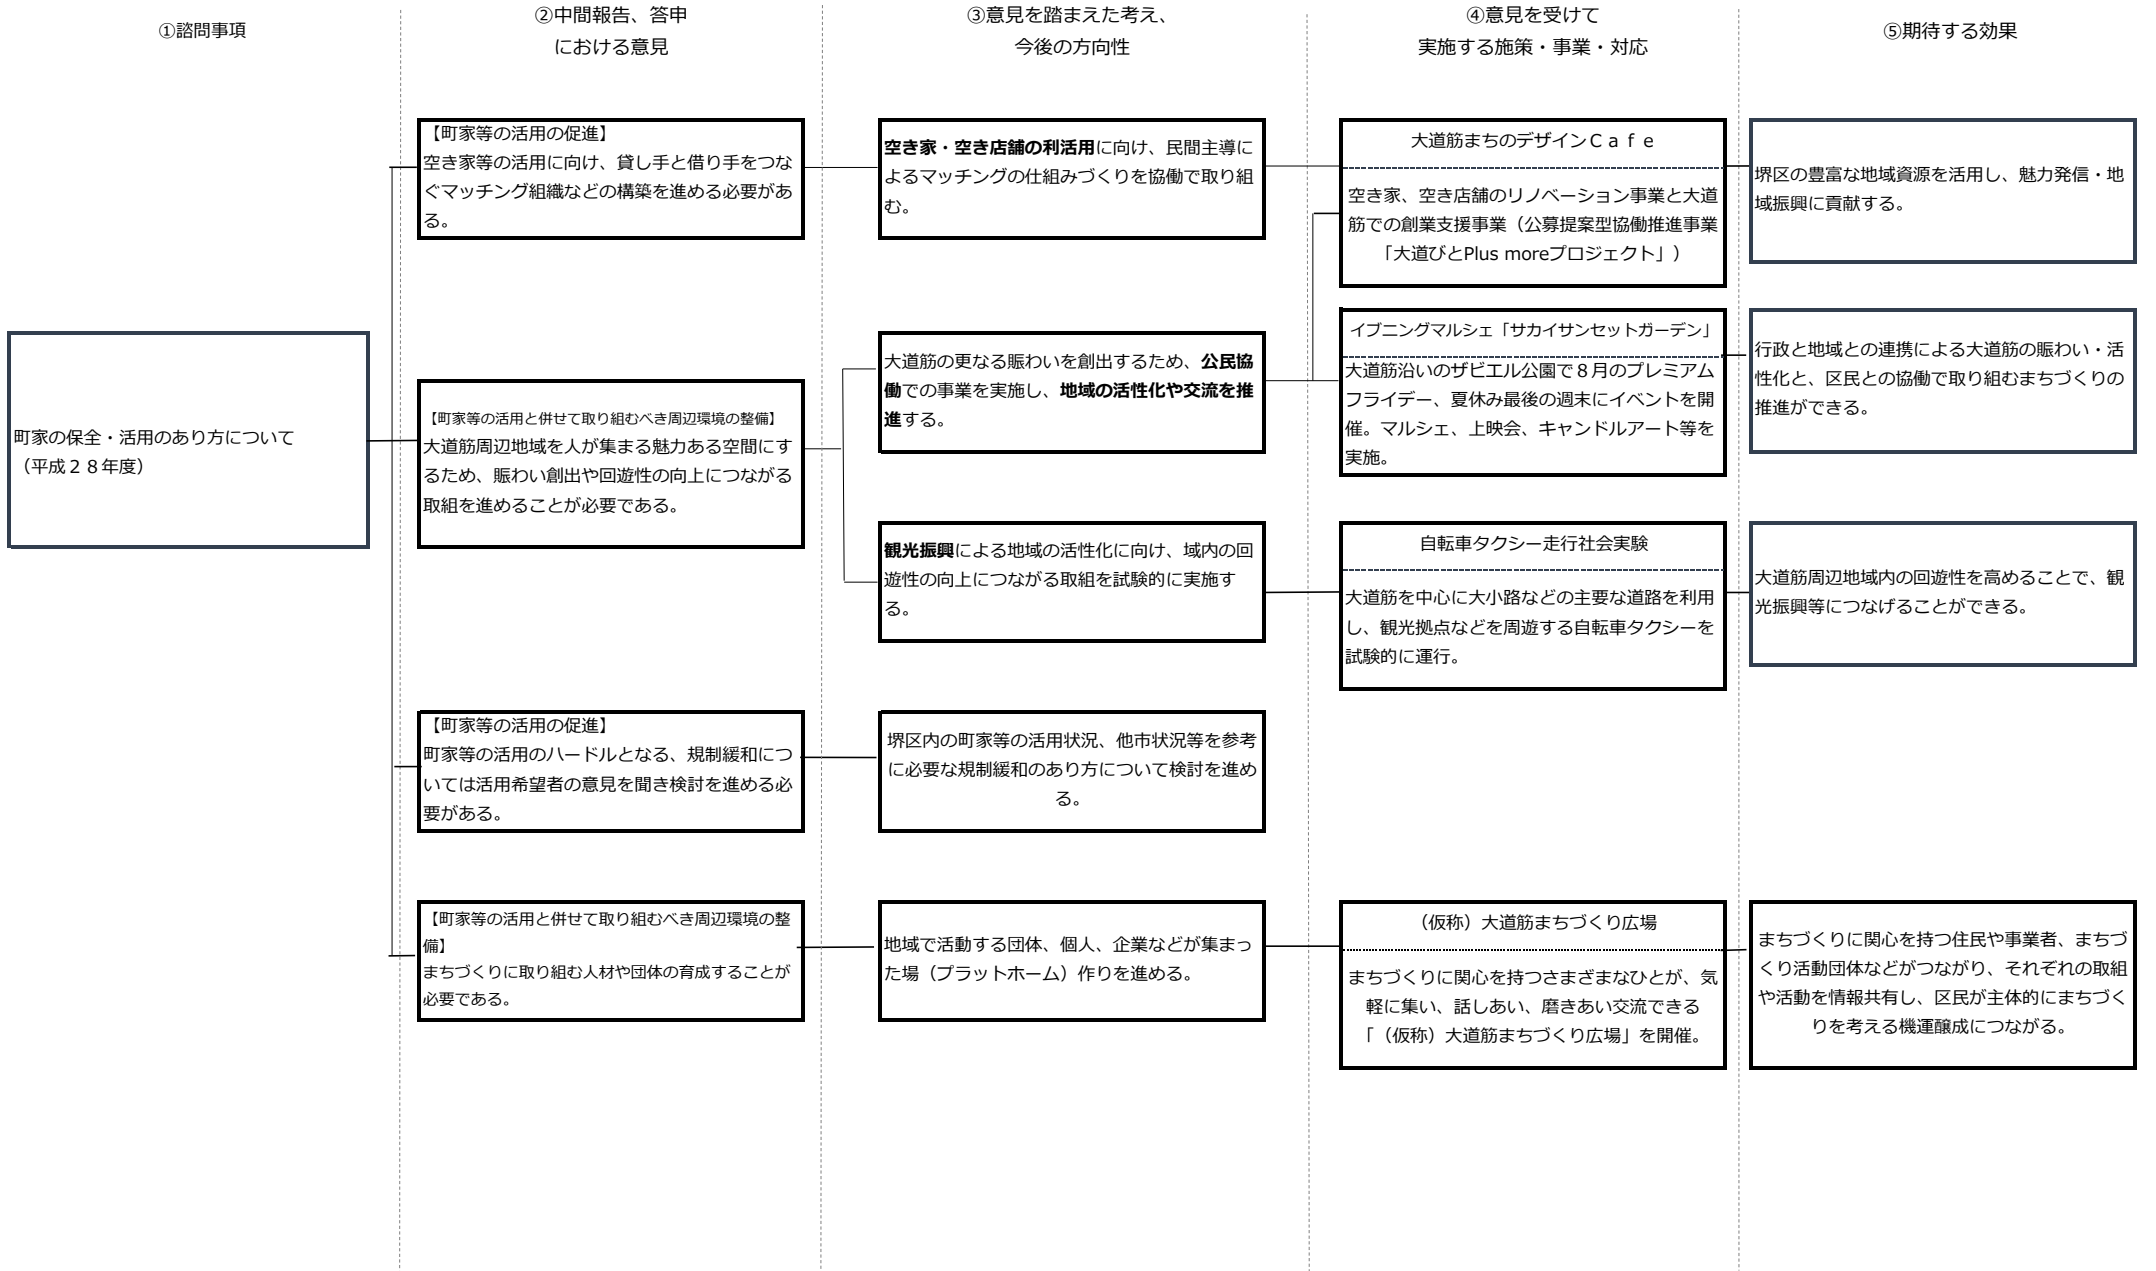 ①諮問事項
②中間報告、答申
における意見
③意見を踏まえた考え、
今後の方向性
④意見を受けて
実施する施策・事業・対応
⑤期待する効果
町家の保全・活用のあり方について
（平成２８年度）
【町家等の活用の促進】
空き家等の活用に向け、貸し手と借り手をつな
ぐマッチング組織などの構築を進める必要があ
る。
空き家・空き店舗の利活用に向け、民間主導に
よるマッチングの仕組みづくりを協働で取り組
む。
大道筋まちのデザインＣａｆｅ
空き家、空き店舗のリノベーション事業と大道
筋での創業支援事業（公募提案型協働推進事業
「大道びとPlus moreプロジェクト」）
堺区の豊富な地域資源を活用し、魅力発信・地
域振興に貢献する。
【町家等の活用と併せて取り組むべき周辺環境の整備】
大道筋周辺地域を人が集まる魅力ある空間にす
るため、賑わい創出や回遊性の向上につながる
取組を進めることが必要である。
大道筋の更なる賑わいを創出するため、公民協
働での事業を実施し、地域の活性化や交流を推
進する。
イブニングマルシェ「サカイサンセットガーデン」
大道筋沿いのザビエル公園で８月のプレミアム
フライデー、夏休み最後の週末にイベントを開
催。マルシェ、上映会、キャンドルアート等を
実施。
行政と地域との連携による大道筋の賑わい・活
性化と、区民との協働で取り組むまちづくりの
推進ができる。
観光振興による地域の活性化に向け、域内の回
遊性の向上につながる取組を試験的に実施す
る。
自転車タクシー走行社会実験
大道筋を中心に大小路などの主要な道路を利用
し、観光拠点などを周遊する自転車タクシーを
試験的に運行。
大道筋周辺地域内の回遊性を高めることで、観
光振興等につなげることができる。
【町家等の活用の促進】
町家等の活用のハードルとなる、規制緩和につ
いては活用希望者の意見を聞き検討を進める必
要がある。
堺区内の町家等の活用状況、他市状況等を参考
に必要な規制緩和のあり方について検討を進め
る。
【町家等の活用と併せて取り組むべき周辺環境の整
備】
まちづくりに取り組む人材や団体の育成することが
必要である。
地域で活動する団体、個人、企業などが集まっ
た場（プラットホーム）作りを進める。
（仮称）大道筋まちづくり広場
まちづくりに関心を持つさまざまなひとが、気
軽に集い、話しあい、磨きあい交流できる
「（仮称）大道筋まちづくり広場」を開催。
まちづくりに関心を持つ住民や事業者、まちづ
くり活動団体などがつながり、それぞれの取組
や活動を情報共有し、区民が主体的にまちづく
りを考える機運醸成につながる。